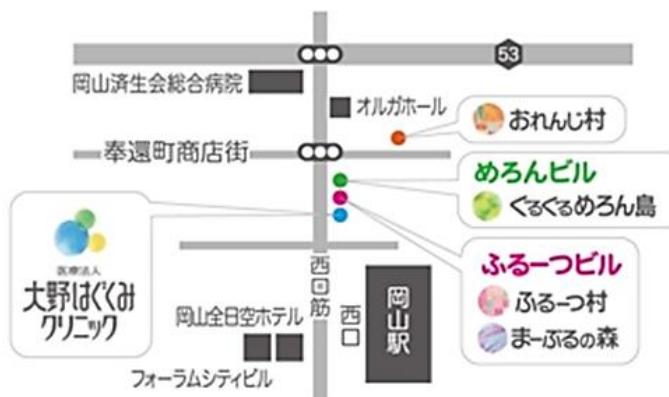 53
岡山済生会総合病院
オルガホール
おれんじ村
奉還町商店街
めろんビル
ぐるぐるめろん島
医療法人
大野はぐくみ
クリニック
ふるーつビル
ふるーつ村
まーぶるの森
西口筋
西口
岡山駅
岡山全日空ホテル
フォーラムシティビル